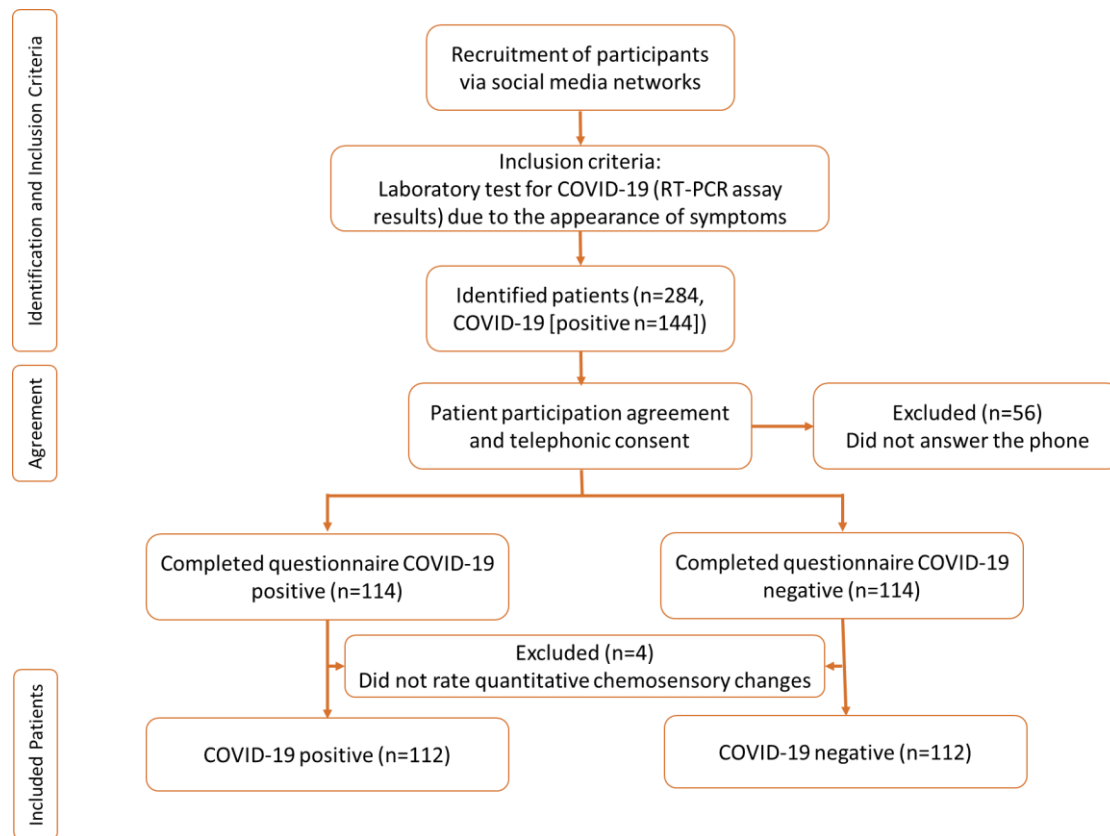 Identification and Inclusion Criteria
Recruitment of participants
via social media networks
Inclusion criteria:
Laboratory test for COVID-19 (RT-PCR assay
results) due to the appearance of symptoms
Identified patients (n=284,
COVID-19 [positive n=144])
Agreement
Patient participation agreement
and telephonic consent
Excluded (n=56)
Did not answer the phone
Completed questionnaire COVID-19
positive (n=114)
Completed questionnaire COVID-19
negative (n=114)
Excluded (n=4)
Did not rate quantitative chemosensory changes
Included Patients
COVID-19 positive (n=112)
COVID-19 negative (n=112)